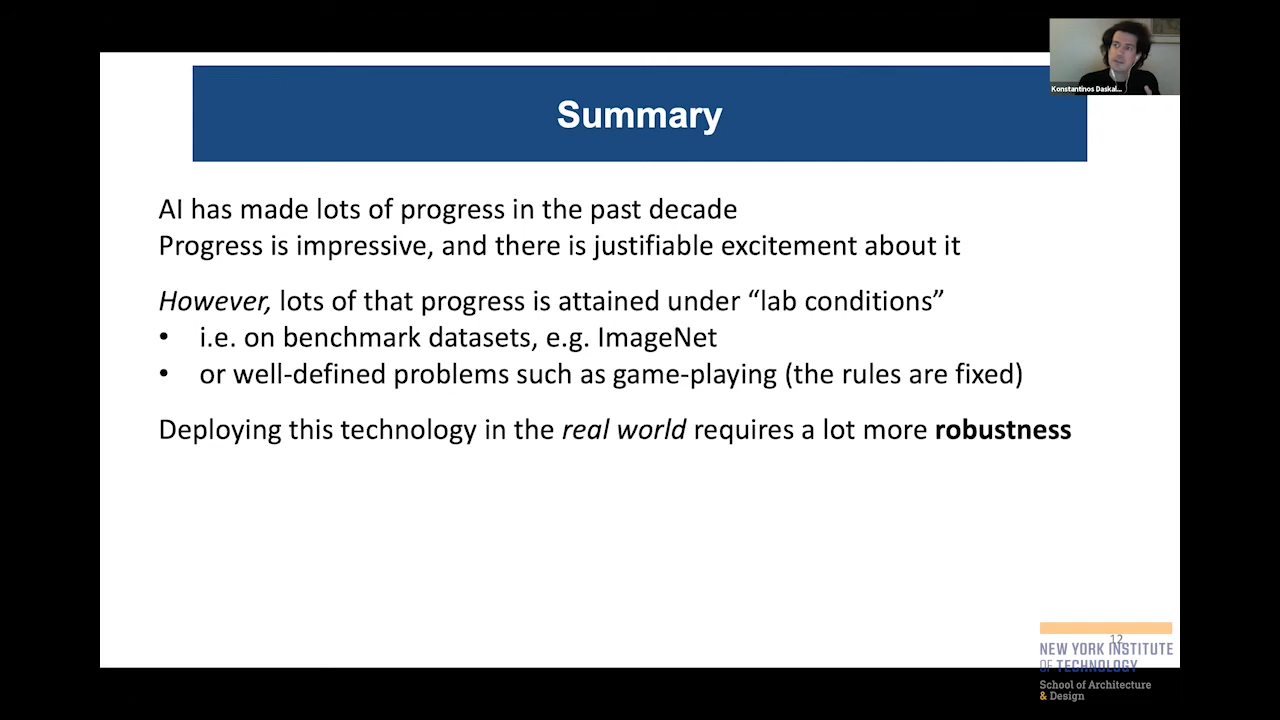 Konstantinos Daskal...
Summary
AI has made lots of progress in the past decade
Progress is impressive, and there is justifiable excitement about it
However, lots of that progress is attained under “lab conditions”
• i.e. on benchmark datasets, e.g. ImageNet
• or well-defined problems such as game-playing (the rules are fixed)
Deploying this technology in the real world requires a lot more robustness
12
NEW YORK INSTITUTE
OF TECHNOLOGY
School of Architecture
& Design